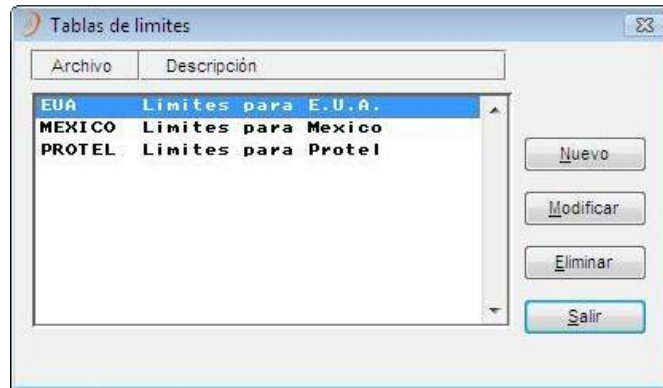 Tablas de limites
Archivo Descripción
EUA Limites para E.U.A.
MEXICO Limites para Mexico
PROTEL Limites para Protel
Nuevo
Modificar
Eliminar
Salir